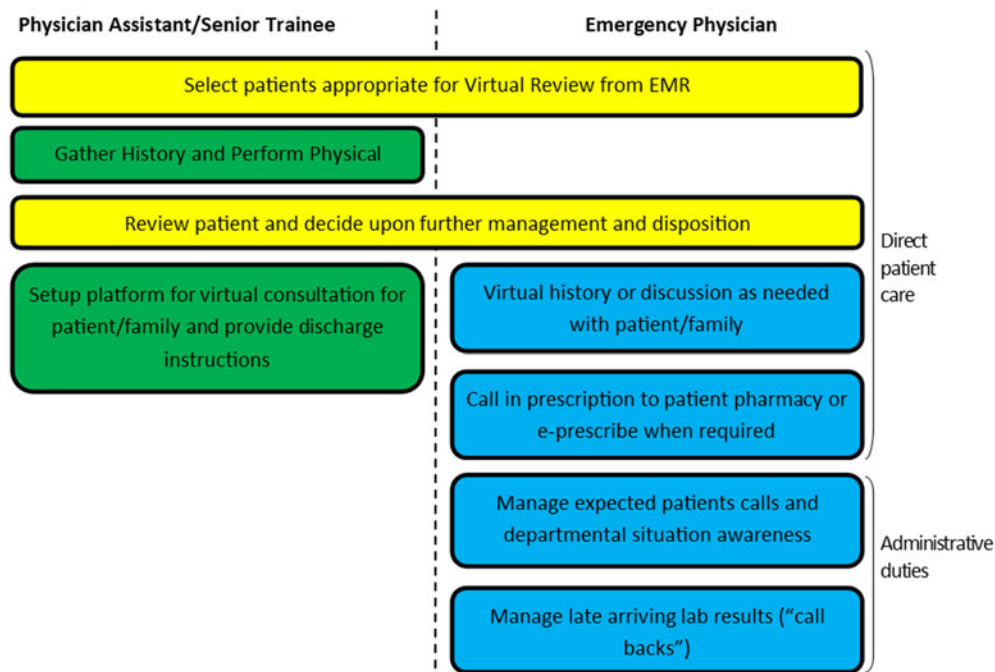 Physician Assistant/Senior Trainee
Emergency Physician
Select patients appropriate for Virtual Review from EMR
Gather History and Perform Physical
Review patient and decide upon further management and disposition
Setup platform for virtual consultation for
patient/family and provide discharge
instructions
Virtual history or discussion as needed
with patient/family
Call in prescription to patient pharmacy or
e-prescribe when required
Direct
patient
care
Manage expected patients calls and
departmental situation awareness
Manage late arriving lab results (“call
backs”)
Administrative
duties